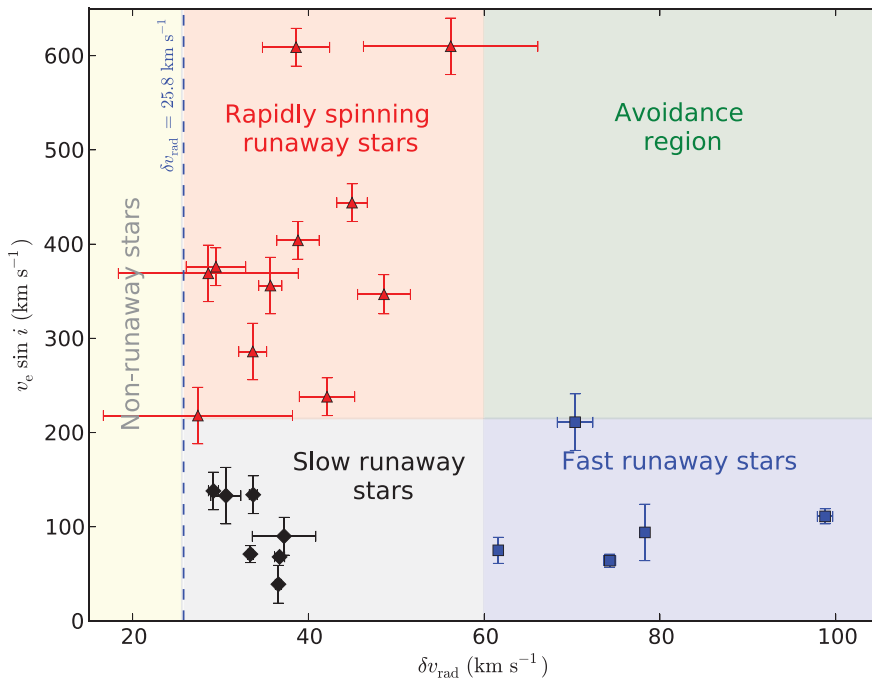 600
500
400
300
200
100
0
20
40
60
80
100
v_e sin i (km s⁻¹)
δv_rad (km s⁻¹)
δv_rad = 25.8 km s⁻¹
Non-runaway stars
Rapidly spinning
runaway stars
Avoidance
region
Slow runaway
stars
Fast runaway stars